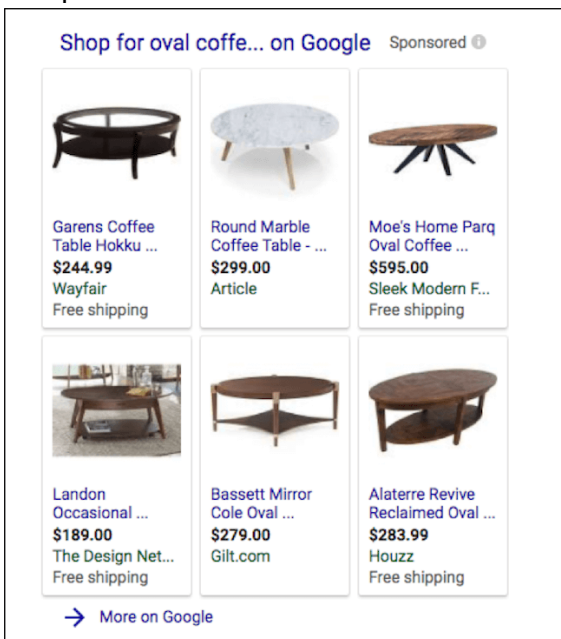 Shop for oval coffe... on Google Sponsored
Garens Coffee
Table Hokku ...
$244.99
Wayfair
Free shipping
Round Marble
Coffee Table - ...
$299.00
Article
Moe's Home Parq
Oval Coffee ...
$595.00
Sleek Modern F...
Free shipping
Landon
Occasional ...
$189.00
The Design Net...
Free shipping
Bassett Mirror
Cole Oval ...
$279.00
Gilt.com
Alaterre Revive
Reclaimed Oval ...
$283.99
Houzz
Free shipping
→ More on Google